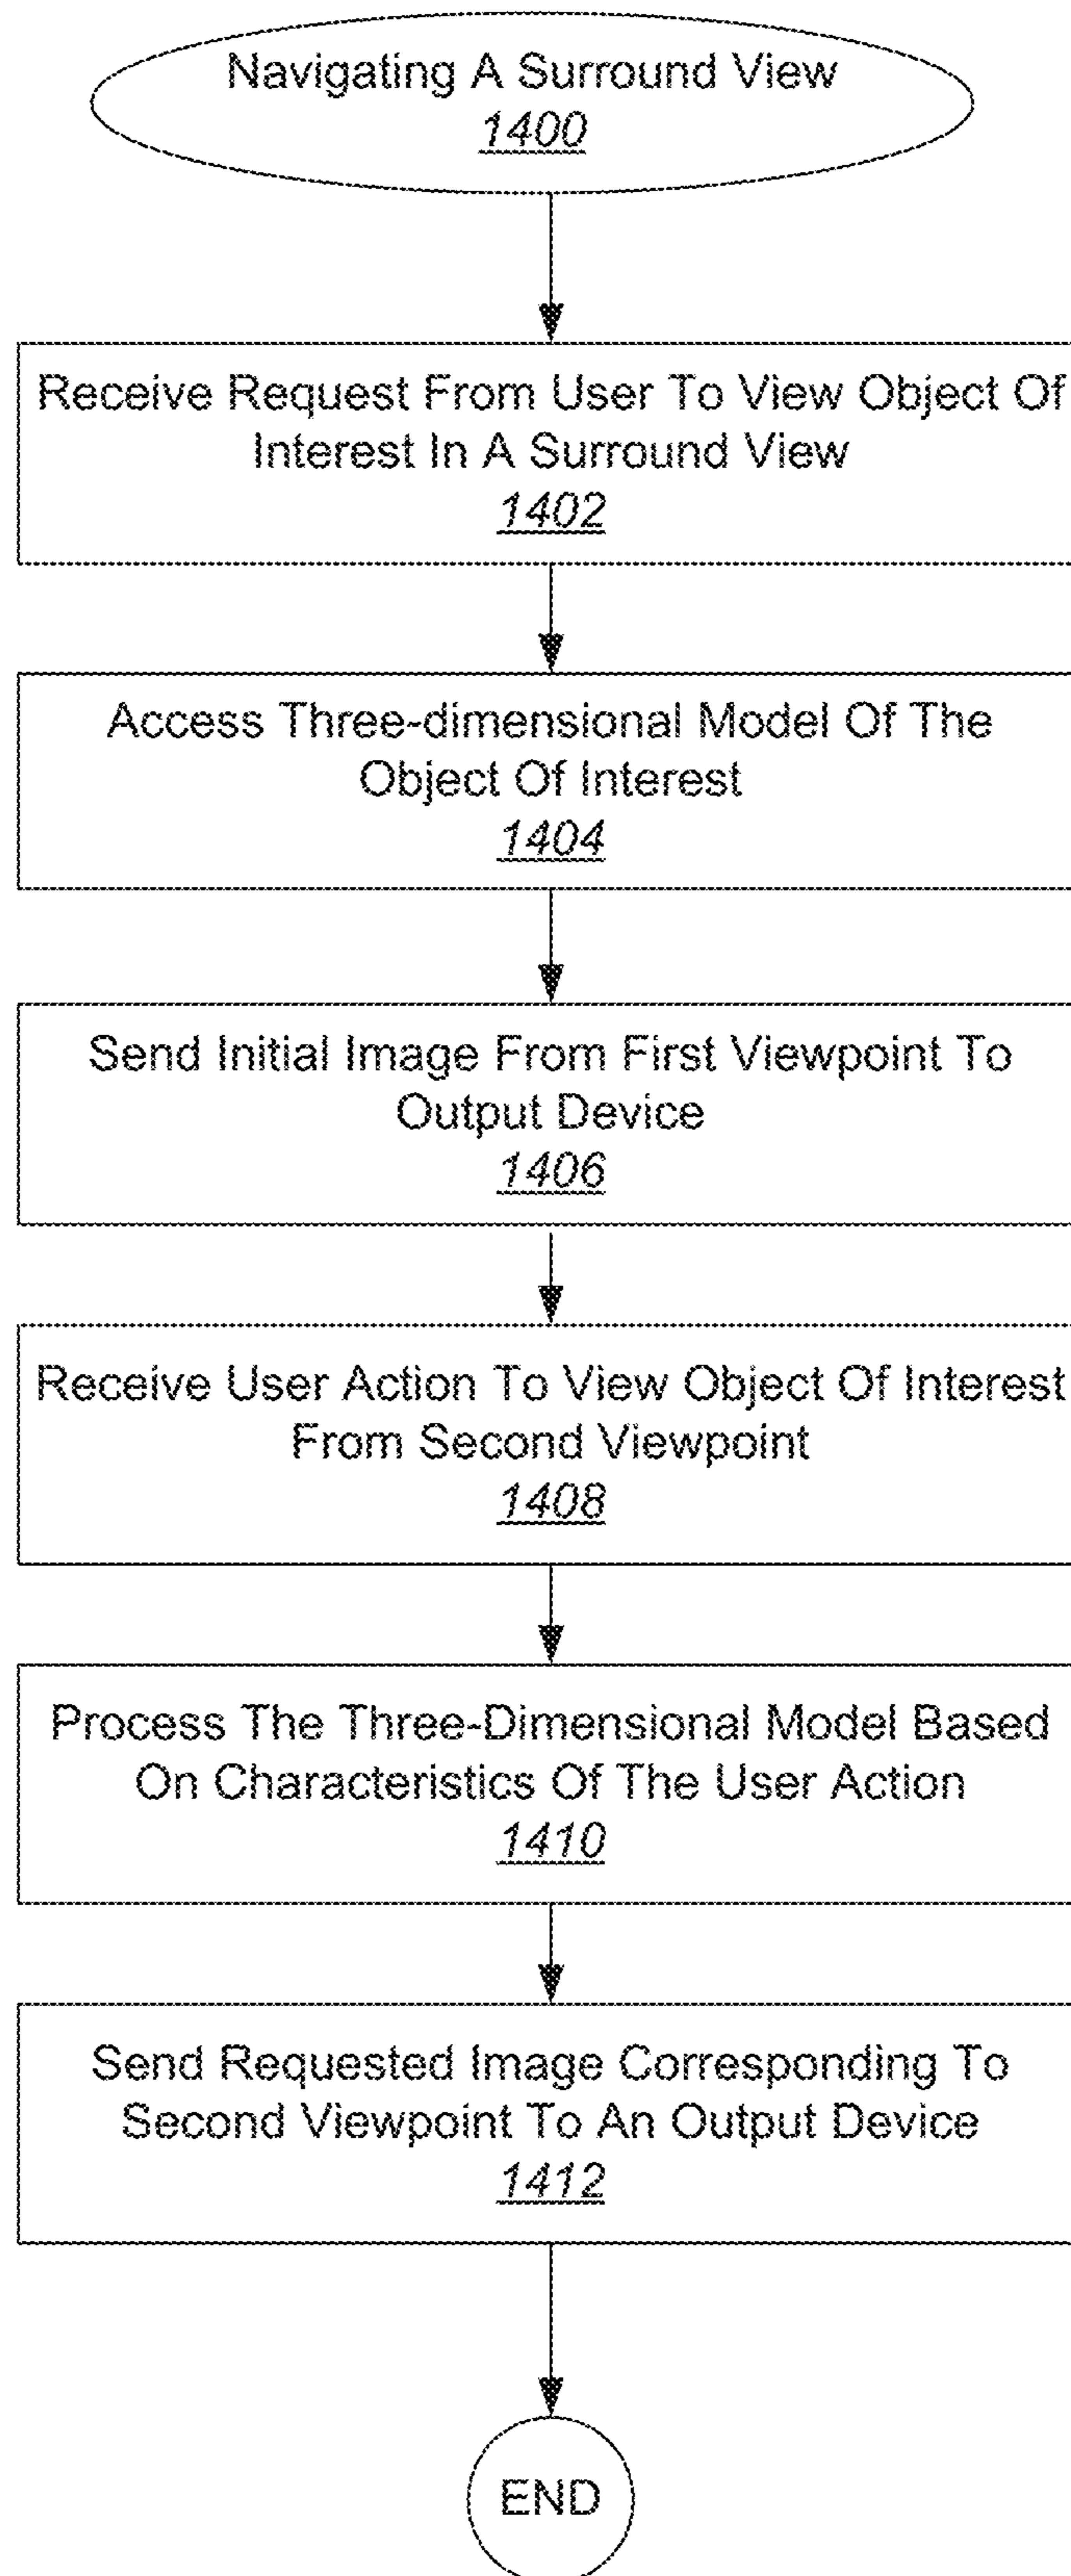 Navigating A Surround View
1400
Receive Request From User To View Object Of
Interest In A Surround View
1402
Access Three-dimensional Model Of The
Object Of Interest
1404
Send Initial Image From First Viewpoint To
Output Device
1406
Receive User Action To View Object Of Interest
From Second Viewpoint
1408
Process The Three-Dimensional Model Based
On Characteristics Of The User Action
1410
Send Requested Image Corresponding To
Second Viewpoint To An Output Device
1412
END